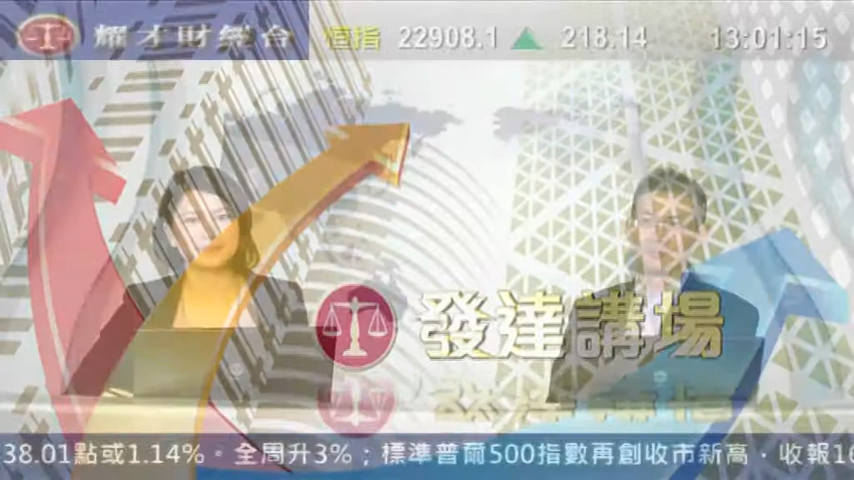 耀才財經台 恒指 22908.1 ▲ 218.14 13:01:15
發達講場
38.01點或1.14%。全周升3%；標準普爾500指數再創收市新高，收報16